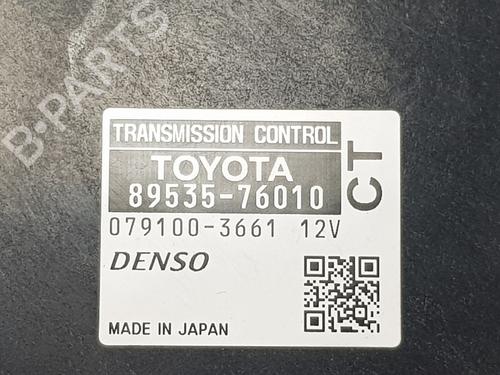 B-PARTS
TRANSMISSION CONTROL
TOYOTA
89535-76010
CT
079100-3661 12V
DENSO
MADE IN JAPAN